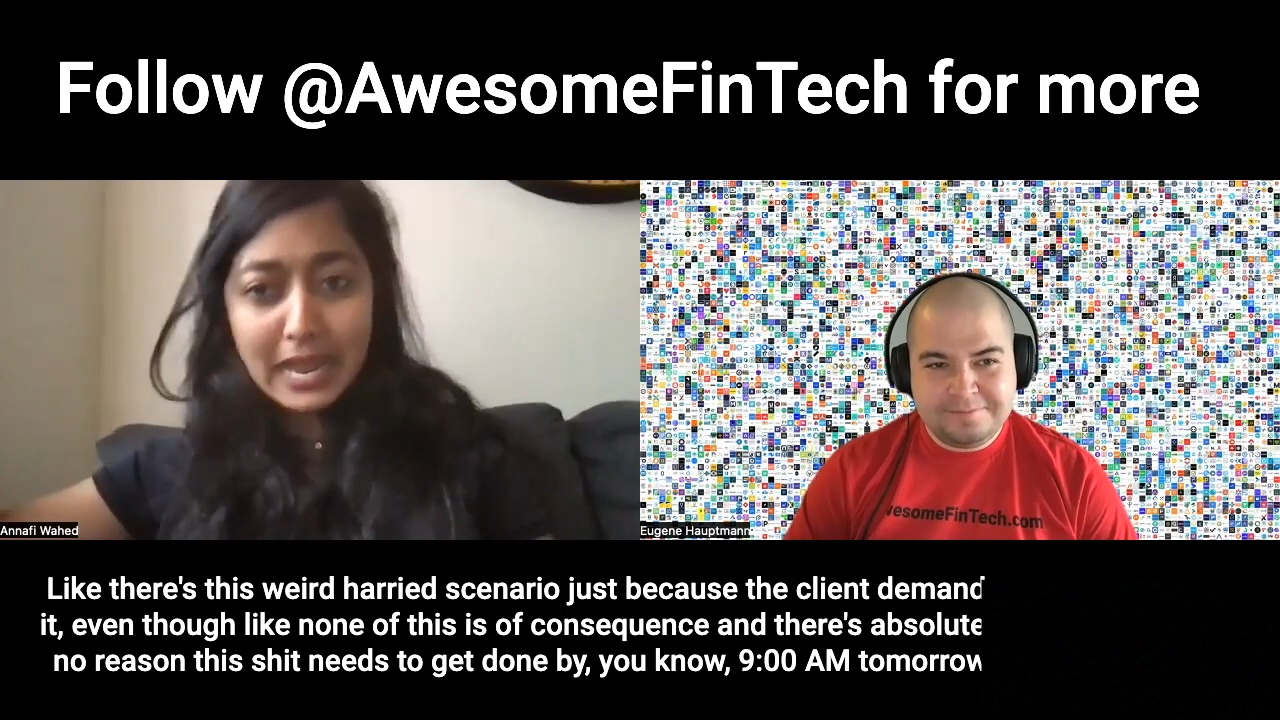 Follow @AwesomeFinTech for more
Annafi Wahed
Eugene Hauptmann
wesomeFinTech.com
Like there's this weird harried scenario just because the client demand
it, even though like none of this is of consequence and there's absolute
no reason this shit needs to get done by, you know, 9:00 AM tomorrow